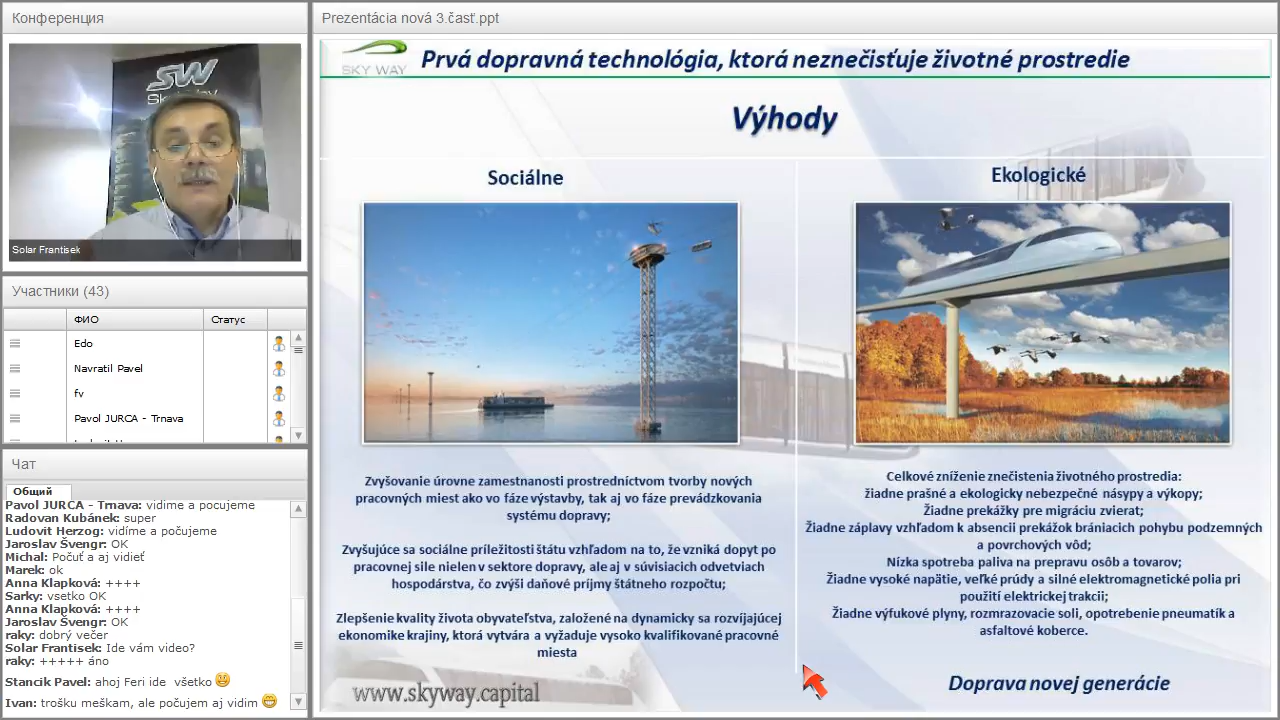 Конференция
SW
Solar Frantisek
Участники (43)
ФИО
Статус
Edo
Navratil Pavel
fv
Pavol JURCA - Trnava
Чат
Общий
Pavol JURCA - Trnava: vidime a pocujeme
Radovan Kubánek: super
Ludovit Herzog: vidíme a počujeme
Jaroslav Švengr: OK
Michal: Počuť a aj vidieť
Marek: ok
Anna Klapková: ++++
Sarky: vsetko OK
Anna Klapková: ++++
Jaroslav Švengr: OK
raky: dobrý večer
Solar Frantisek: Ide vám video?
raky: +++++ áno
Stancik Pavel: ahoj Feri ide všetko
Ivan: trošku meškam, ale počujem aj vidim
Prezentácia nová 3.časť.ppt
SKY WAY
Prvá dopravná technológia, ktorá neznečisťuje životné prostredie
Výhody
Sociálne
Zvyšovanie úrovne zamestnanosti prostredníctvom tvorby nových
pracovných miest ako vo fáze výstavby, tak aj vo fáze prevádzkovania
systému dopravy;
Zvyšujúce sa sociálne príležitosti štátu vzhľadom na to, že vzniká dopyt po
pracovnej sile nielen v sektore dopravy, ale aj v súvisiacich odvetviach
hospodárstva, čo zvýši daňové príjmy štátneho rozpočtu;
Zlepšenie kvality života obyvateľstva, založené na dynamicky sa rozvíjajúcej
ekonomike krajiny, ktorá vytvára a vyžaduje vysoko kvalifikované pracovné
miesta
www.skyway.capital
Ekologické
Celkové zníženie znečistenia životného prostredia:
žiadne prašné a ekologicky nebezpečné násypy a výkopy;
Žiadne prekážky pre migráciu zvierat;
Žiadne záplavy vzhľadom k absencii prekážok brániacich pohybu podzemných
a povrchových vôd;
Nízka spotreba paliva na prepravu osôb a tovarov;
Žiadne vysoké napätie, veľké prúdy a silné elektromagnetické polia pri
použití elektrickej trakcii;
Žiadne výfukové plyny, rozmrazovacie soli, opotrebenie pneumatík a
asfaltové koberce.
Doprava novej generácie